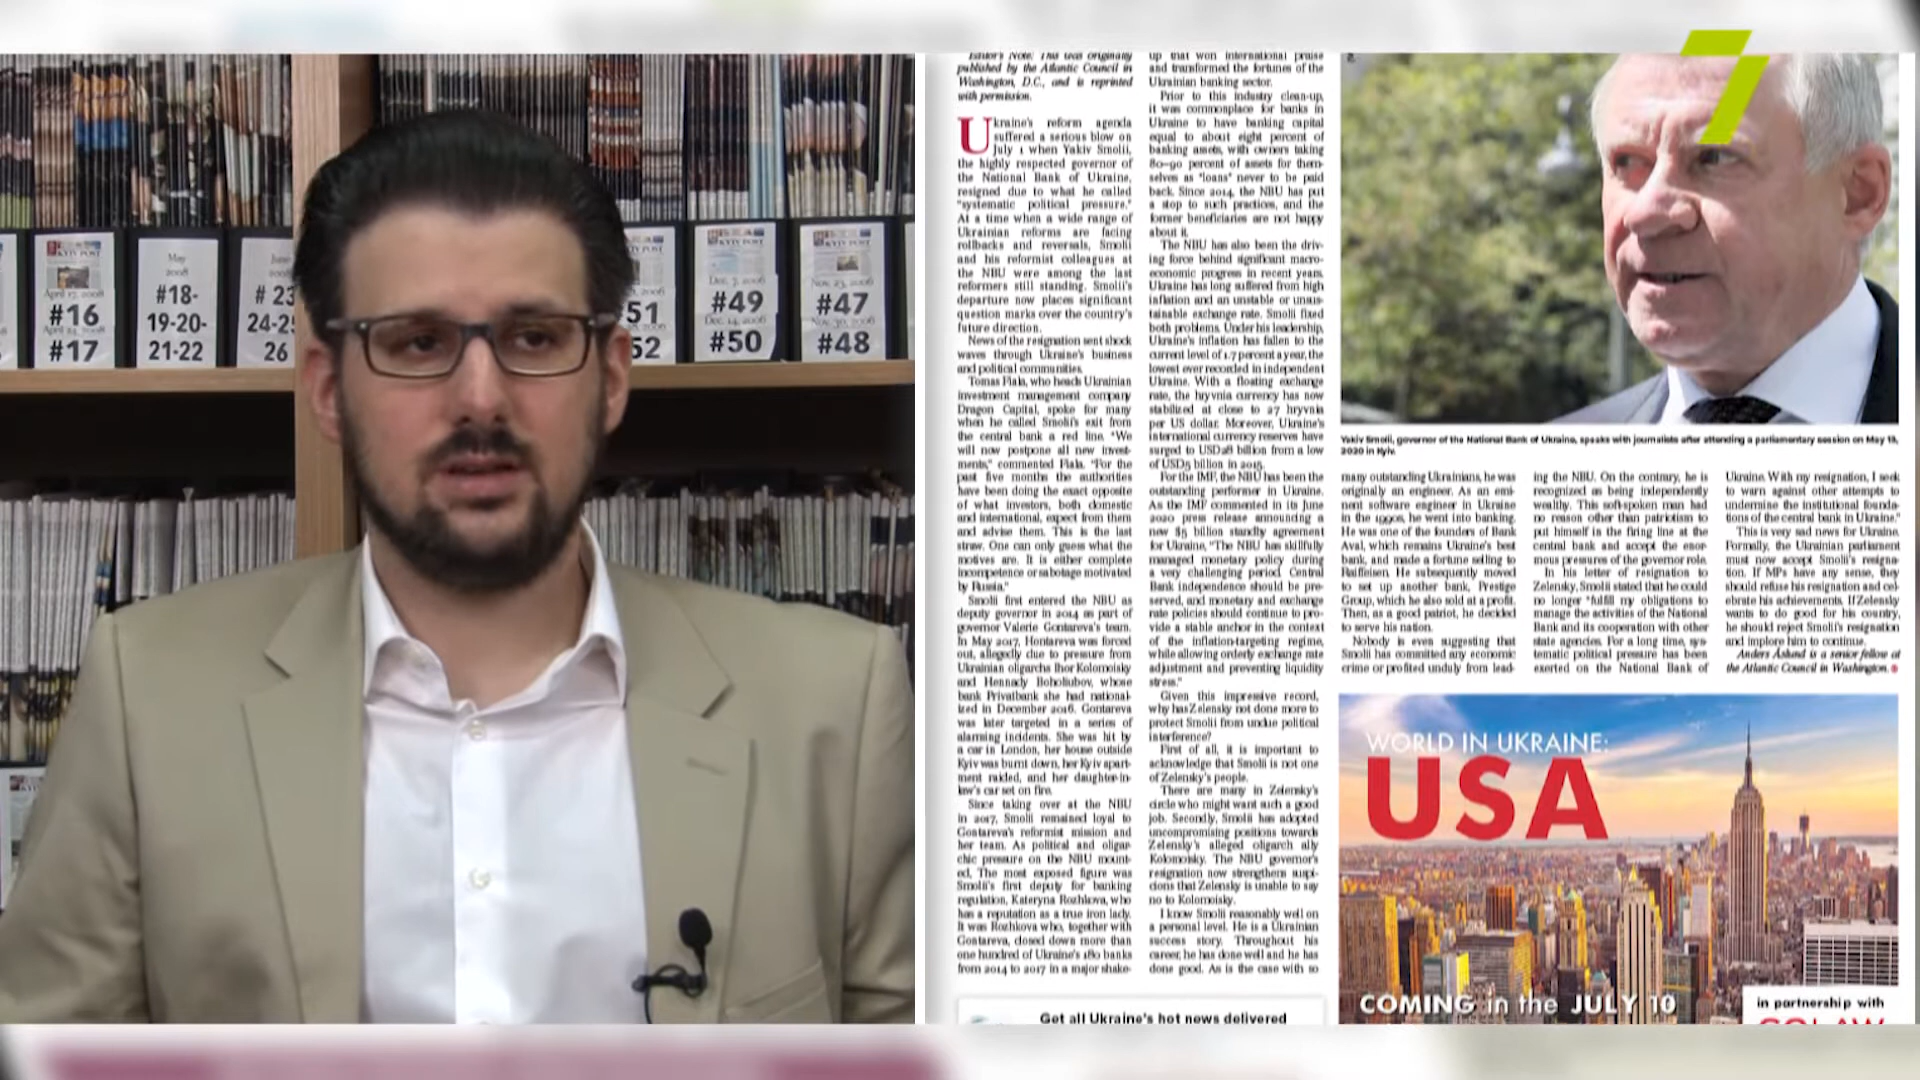 April 17, 2008
#16
April 24, 2008
#17
May
2008
#18-
19-20-
21-22
June
2008
# 23
24-25
26
KYIV POST
#51
#52
KYIV POST
Dec. 7, 2006
#49
Dec. 14, 2006
#50
KYIV POST
Nov. 23, 2006
#47
Nov. 30, 2006
#48
Editor's Note: This was originally
published by the Atlantic Council in
Washington, D.C., and is reprinted
with permission.
Ukraine's reform agenda
suffered a serious blow on
July 1 when Yakiv Smolii,
the highly respected governor of
the National Bank of Ukraine,
resigned due to what he called
"systematic political pressure."
At a time when a wide range of
Ukrainian reforms are facing
rollbacks and reversals, Smolii
and his reformist colleagues at
the NBU were among the last
reformers still standing. Smolii's
departure now places significant
question marks over the country's
future direction.
News of the resignation sent shock
waves through Ukraine's business
and political communities.
Tomas Fiala, who heads Ukrainian
investment management company
Dragon Capital, spoke for many
when he called Smolii's exit from
the central bank a red line. "We
will now postpone all new invest-
ments," commented Fiala. "For the
past five months the authorities
have been doing the exact opposite
of what investors, both domestic
and international, expect from them
and advise them. This is the last
straw. One can only guess what the
motives are. It is either complete
incompetence or sabotage motivated
by Russia."
Smolii first entered the NBU as
deputy governor in 2014 as part of
governor Valerie Gontareva's team.
In May 2017, Hontareva was forced
out, allegedly due to pressure from
Ukrainian oligarchs Ihor Kolomoisky
and Hennady Boholiubov, whose
bank Privatbank she had national-
ized in December 2016. Gontareva
was later targeted in a series of
alarming incidents. She was hit by
a car in London, her house outside
Kyiv was burnt down, her Kyiv apart-
ment raided, and her daughter-in-
law's car set on fire.
Since taking over at the NBU
in 2017, Smolii remained loyal to
Gontareva's reformist mission and
her team. As political and oligar-
chic pressure on the NBU mount-
ed, The most exposed figure was
Smolii's first deputy for banking
regulation, Kateryna Rozhkova, who
has a reputation as a true iron lady.
It was Rozhkova who, together with
Gontareva, closed down more than
one hundred of Ukraine's 180 banks
from 2014 to 2017 in a major shake-
up that won international praise
and transformed the fortunes of the
Ukrainian banking sector.
Prior to this industry clean-up,
it was commonplace for banks in
Ukraine to have banking capital
equal to about eight percent of
banking assets, with owners taking
80-90 percent of assets for them-
selves as "loans" never to be paid
back. Since 2014, the NBU has put
a stop to such practices, and the
former beneficiaries are not happy
about it.
The NBU has also been the driv-
ing force behind significant macro-
economic progress in recent years.
Ukraine has long suffered from high
inflation and an unstable or unsus-
tainable exchange rate. Smolii fixed
both problems. Under his leadership,
Ukraine's inflation has fallen to the
current level of 1.7 percent a year, the
lowest ever recorded in independent
Ukraine. With a floating exchange
rate, the hryvnia currency has now
stabilized at close to 27 hryvnia
per US dollar. Moreover, Ukraine's
international currency reserves have
surged to USD28 billion from a low
of USD5 billion in 2015.
For the IMF, the NBU has been the
outstanding performer in Ukraine.
As the IMF commented in its June
2020 press release announcing a
new $5 billion standby agreement
for Ukraine, "The NBU has skillfully
managed monetary policy during
a very challenging period. Central
Bank independence should be pre-
served, and monetary and exchange
rate policies should continue to pro-
vide a stable anchor in the context
of the inflation-targeting regime,
while allowing orderly exchange rate
adjustment and preventing liquidity
stress."
Given this impressive record,
why has Zelensky not done more to
protect Smolii from undue political
interference?
First of all, it is important to
acknowledge that Smolii is not one
of Zelensky's people.
There are many in Zelensky's
circle who might want such a good
job. Secondly, Smolii has adopted
uncompromising positions towards
Zelensky's alleged oligarch ally
Kolomoisky. The NBU governor's
resignation now strengthens suspi-
cions that Zelensky is unable to say
no to Kolomoisky.
I know Smolii reasonably well on
a personal level. He is a Ukrainian
success story. Throughout his
career, he has done well and he has
done good. As is the case with so
Yakiv Smolii, governor of the National Bank of Ukraine, speaks with journalists after attending a parliamentary session on May 13,
2020 in Kyiv.
many outstanding Ukrainians, he was
originally an engineer. As an emi-
nent software engineer in Ukraine
in the 1990s, he went into banking.
He was one of the founders of Bank
Aval, which remains Ukraine's best
bank, and made a fortune selling to
Raiffeisen. He subsequently moved
to set up another bank, Prestige
Group, which he also sold at a profit.
Then, as a good patriot, he decided
to serve his nation.
Nobody is even suggesting that
Smolii has committed any economic
crime or profited unduly from lead-
ing the NBU. On the contrary, he is
recognized as being independently
wealthy. This soft-spoken man had
no reason other than patriotism to
put himself in the firing line at the
central bank and accept the enor-
mous pressures of the governor role.
In his letter of resignation to
Zelensky, Smolii stated that he could
no longer "fulfill my obligations to
manage the activities of the National
Bank and its cooperation with other
state agencies. For a long time, sys-
tematic political pressure has been
exerted on the National Bank of
Ukraine. With my resignation, I seek
to warn against other attempts to
undermine the institutional founda-
tions of the central bank in Ukraine."
This is very sad news for Ukraine.
Formally, the Ukrainian parliament
must now accept Smolii's resigna-
tion. If MPs have any sense, they
should refuse his resignation and cel-
ebrate his achievements. If Zelensky
wants to do good for his country,
he should reject Smolii's resignation
and implore him to continue.
Anders Åslund is a senior fellow at
the Atlantic Council in Washington.
WORLD IN UKRAINE:
USA
COMING in the JULY 10
in partnership with
Get all Ukraine's hot news delivered
7